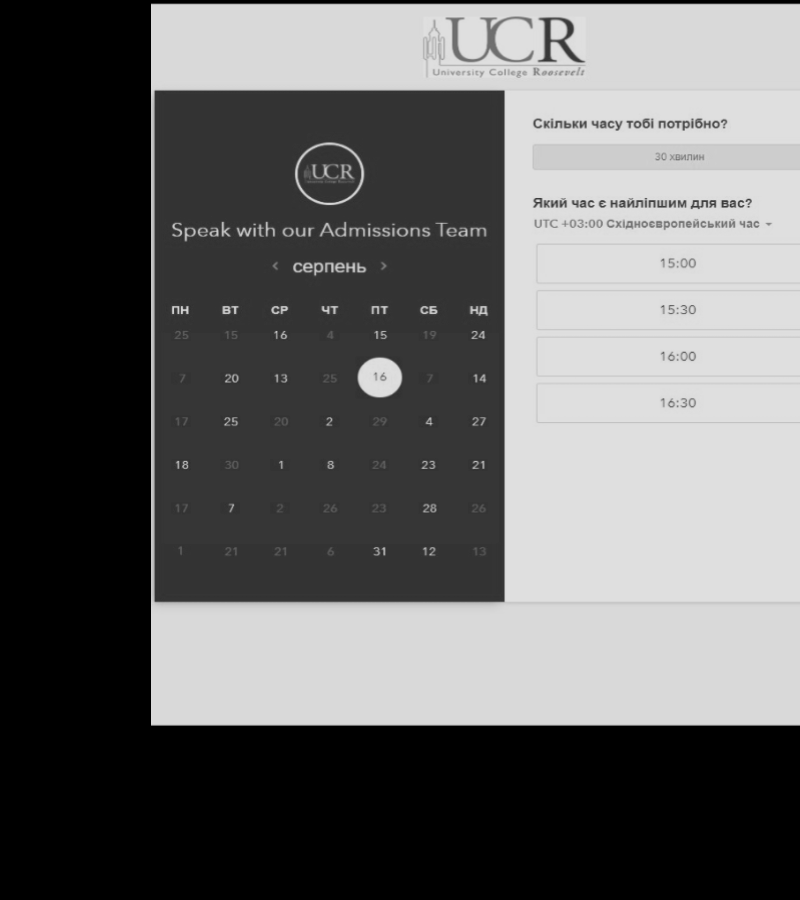 UCR
University College Roosevelt
UCR
Speak with our Admissions Team
< серпень >
ПН ВТ СР ЧТ ПТ СБ НД
25 15 16 4 15 19 24
7 20 13 25 16 7 14
17 25 20 2 29 4 27
18 30 1 8 24 23 21
17 7 2 26 23 28 26
1 21 21 6 31 12 13
Скільки часу тобі потрібно?
30 хвилин
Який час є найліпшим для вас?
UTC +03:00 Східноєвропейський час
15:00
15:30
16:00
16:30